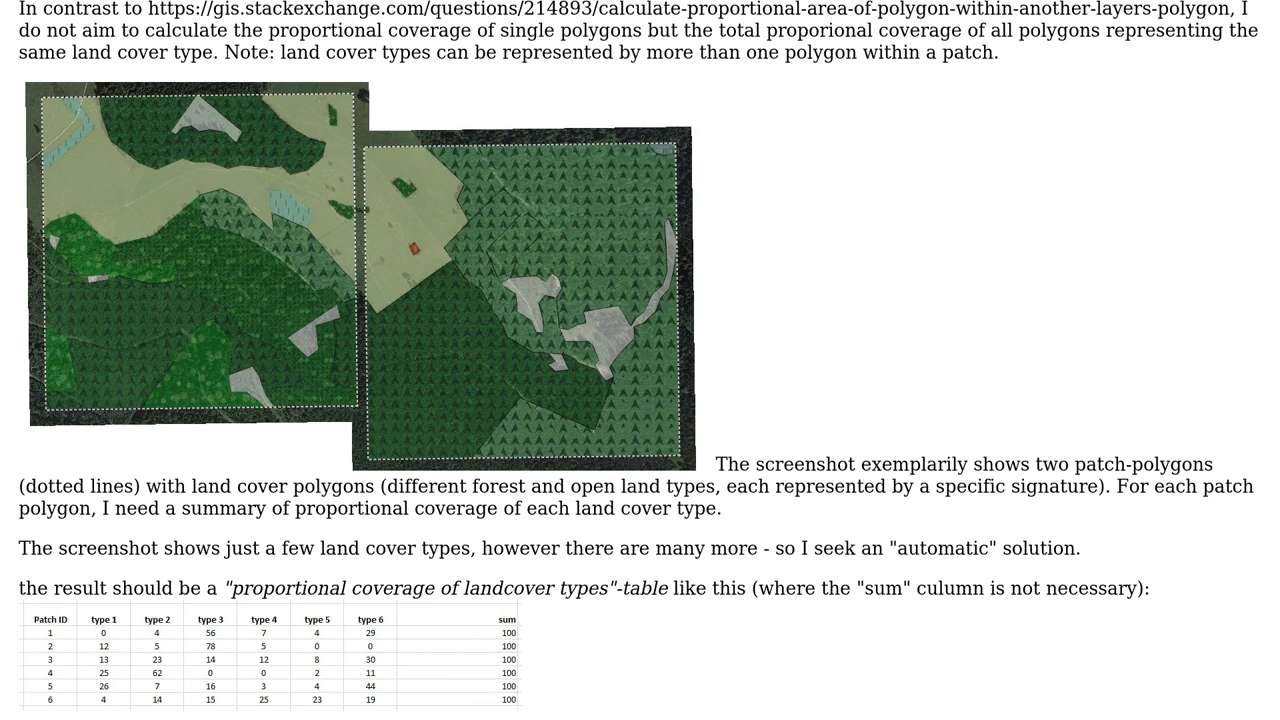 In contrast to https://gis.stackexchange.com/questions/214893/calculate-proportional-area-of-polygon-within-another-layers-polygon, I
do not aim to calculate the proportional coverage of single polygons but the total proporional coverage of all polygons representing the
same land cover type. Note: land cover types can be represented by more than one polygon within a patch.
The screenshot exemplarily shows two patch-polygons
(dotted lines) with land cover polygons (different forest and open land types, each represented by a specific signature). For each patch
polygon, I need a summary of proportional coverage of each land cover type.
The screenshot shows just a few land cover types, however there are many more - so I seek an "automatic" solution.
the result should be a "proportional coverage of landcover types"-table like this (where the "sum" culumn is not necessary):
Patch ID type 1 type 2 type 3 type 4 type 5 type 6 sum
1 0 4 56 7 4 29 100
2 12 5 78 5 0 0 100
3 13 23 14 12 8 30 100
4 25 62 0 0 2 11 100
5 26 7 16 3 4 44 100
6 4 14 15 25 23 19 100